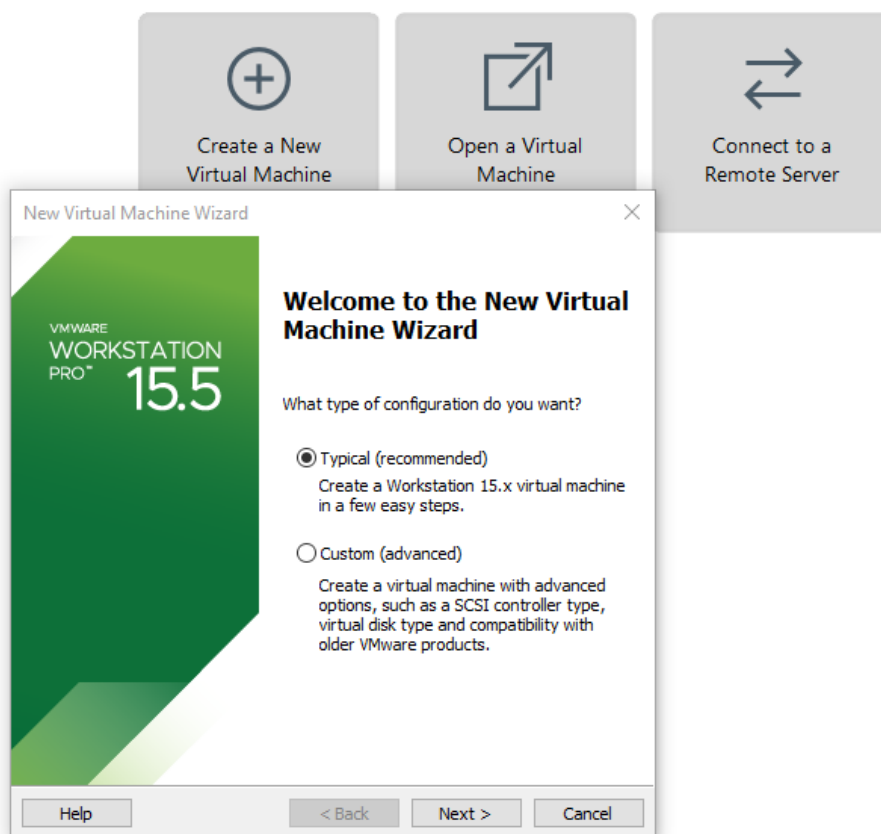 Create a New
Virtual Machine
Open a Virtual
Machine
Connect to a
Remote Server
New Virtual Machine Wizard
VMWARE
WORKSTATION
PRO™ 15.5
Welcome to the New Virtual
Machine Wizard
What type of configuration do you want?
Typical (recommended)
Create a Workstation 15.x virtual machine
in a few easy steps.
Custom (advanced)
Create a virtual machine with advanced
options, such as a SCSI controller type,
virtual disk type and compatibility with
older VMware products.
Help
< Back
Next >
Cancel